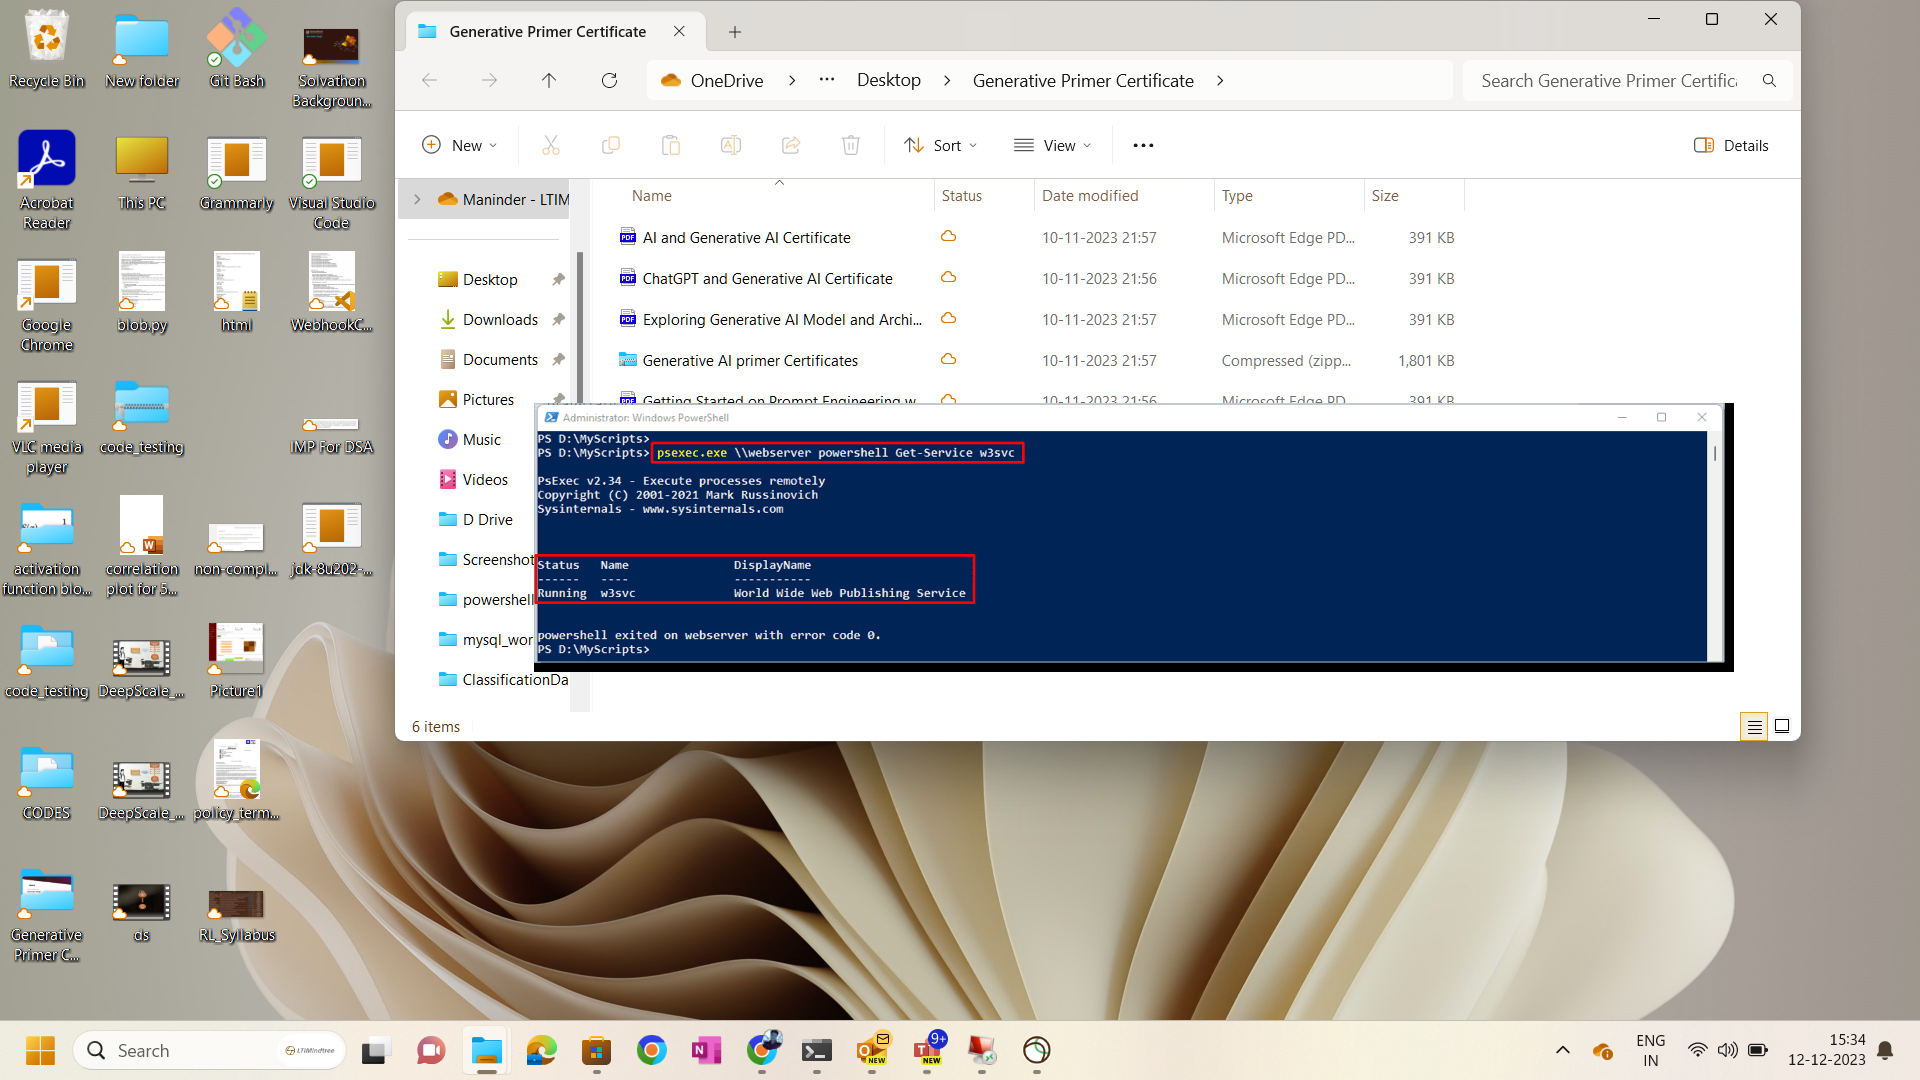 Recycle Bin
New folder
Git Bash
Solvathon
Backgroun...
Acrobat
Reader
This PC
Grammarly
Visual Studio
Code
Google
Chrome
blob.py
html
WebhookC...
VLC media
player
code_testing
IMP For DSA
activation
function blo...
correlation
plot for 5...
non-compl...
jdk-8u202-...
code_testing
DeepScale_...
Picture1
CODES
DeepScale_...
policy_term...
Generative
Primer C...
ds
RL_Syllabus
Generative Primer Certificate
OneDrive > ... Desktop > Generative Primer Certificate >
Search Generative Primer Certific
New
Sort
View
Details
Maninder - LTIM
Desktop
Downloads
Documents
Pictures
Music
Videos
D Drive
Screenshot
powershell
mysql_wor
ClassificationDa
Name Status Date modified Type Size
AI and Generative AI Certificate 10-11-2023 21:57 Microsoft Edge PD... 391 KB
ChatGPT and Generative AI Certificate 10-11-2023 21:56 Microsoft Edge PD... 391 KB
Exploring Generative AI Model and Archi... 10-11-2023 21:57 Microsoft Edge PD... 391 KB
Generative AI primer Certificates 10-11-2023 21:57 Compressed (zipp... 1,801 KB
Getting Started on Prompt Engineering w... 10-11-2023 21:56 Microsoft Edge PD... 391 KB
Administrator: Windows PowerShell
PS D:\MyScripts>
PS D:\MyScripts> psexec.exe \\webserver powershell Get-Service w3svc
PsExec v2.34 - Execute processes remotely
Copyright (C) 2001-2021 Mark Russinovich
Sysinternals - www.sysinternals.com
Status Name DisplayName
------ ---- -----------
Running w3svc World Wide Web Publishing Service
powershell exited on webserver with error code 0.
PS D:\MyScripts>
6 items
Search
LTIMindtree
NEW
9+
NEW
ENG
IN
15:34
12-12-2023